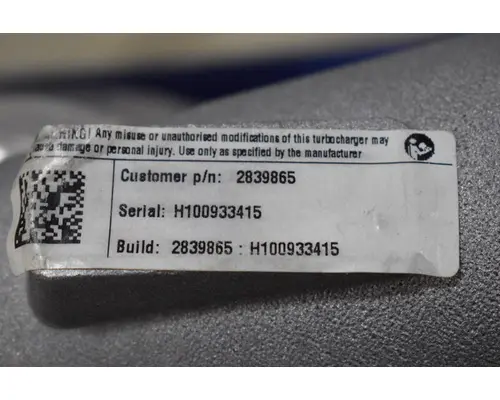 Any misuse or unauthorised modifications of this turbocharger may
damage or personal injury. Use only as specified by the manufacturer
Customer p/n: 2839865
Serial: H100933415
Build: 2839865 : H100933415